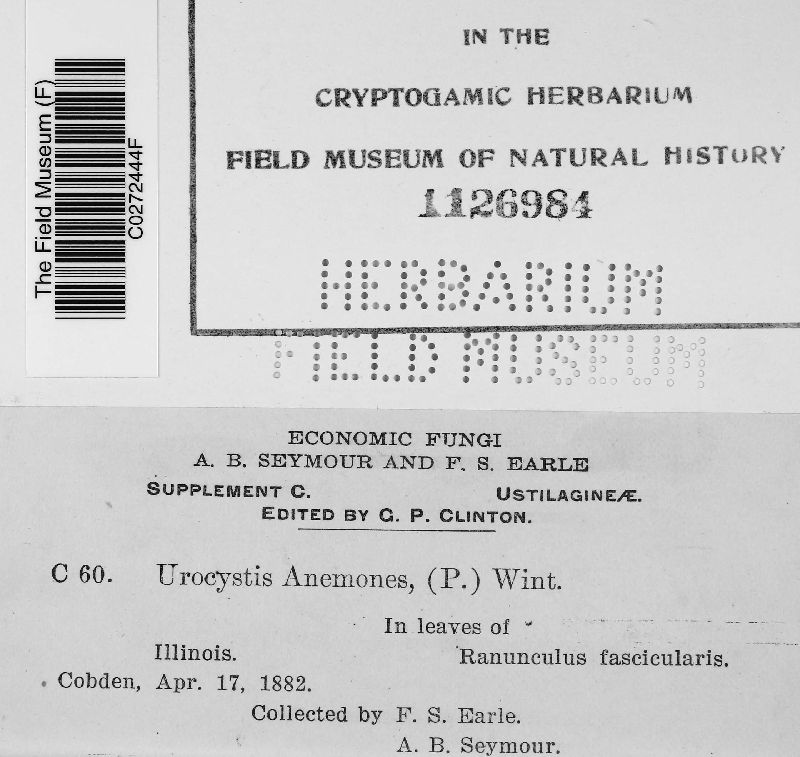 The Field Museum (F)
C0272444F
IN THE
CRYPTOGAMIC HERBARIUM
FIELD MUSEUM OF NATURAL HISTORY
1126984
HERBARIUM
FIELD MUSEUM
ECONOMIC FUNGI
A. B. SEYMOUR AND F. S. EARLE
SUPPLEMENT C. USTILAGINEÆ.
EDITED BY G. P. CLINTON.
C 60. Urocystis Anemones, (P.) Wint.
In leaves of
Illinois. Ranunculus fascicularis.
Cobden, Apr. 17, 1882.
Collected by F. S. Earle.
A. B. Seymour.